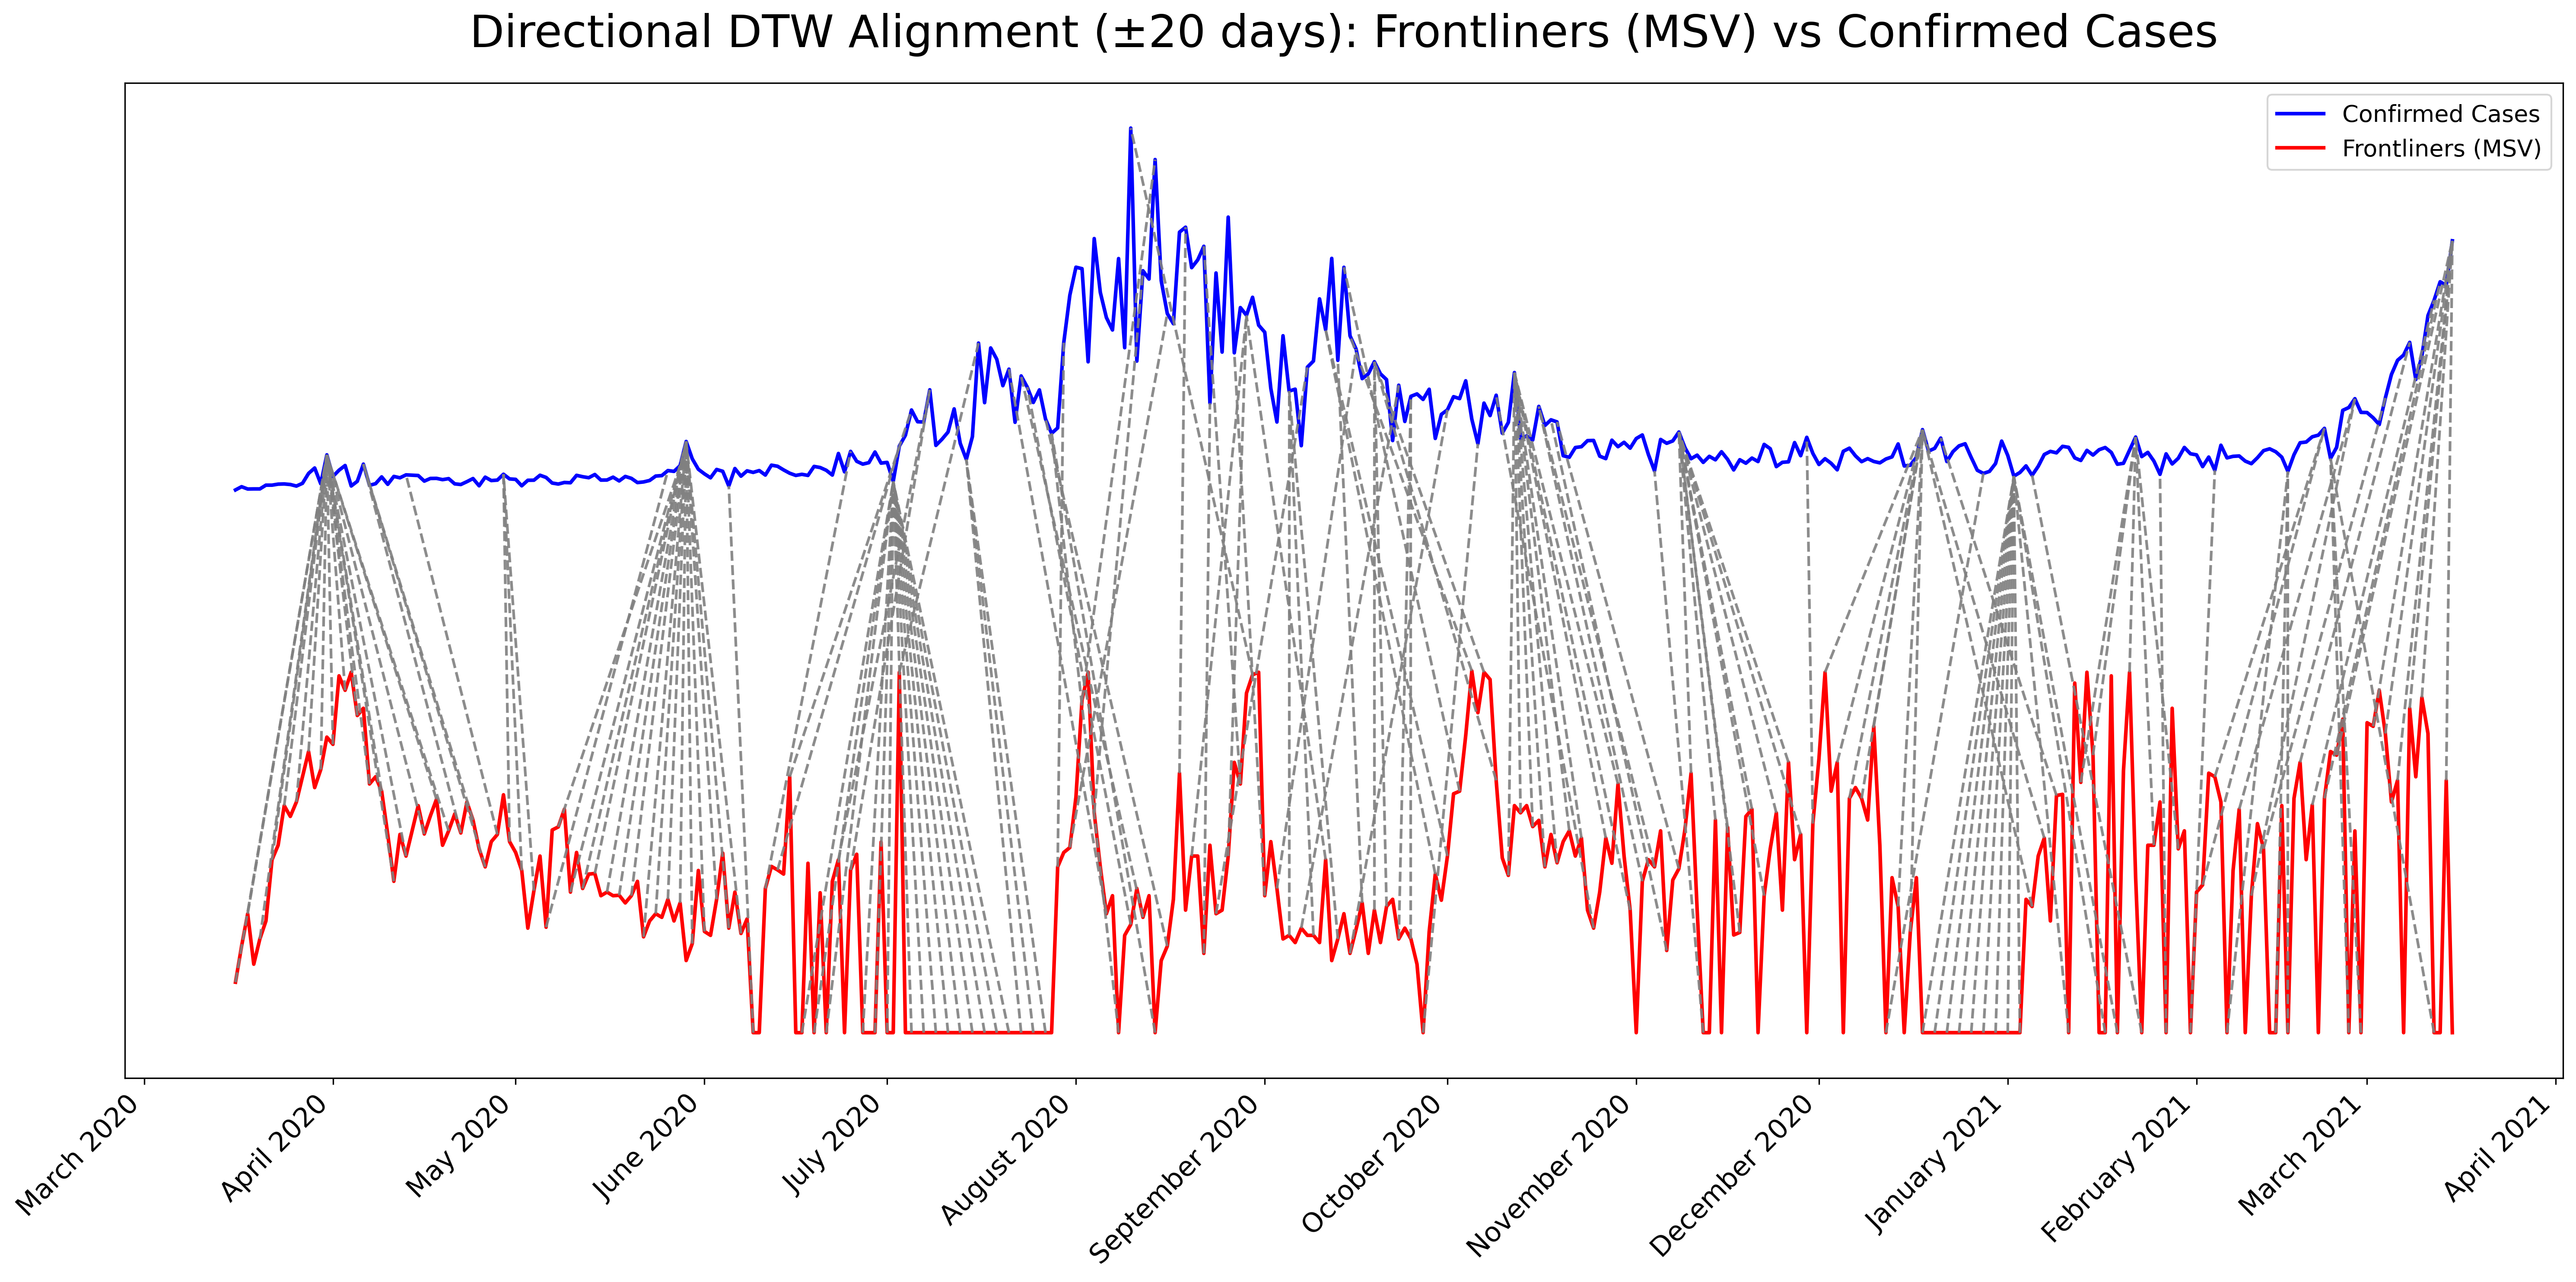 Directional DTW Alignment (±20 days): Frontliners (MSV) vs Confirmed Cases
Confirmed Cases
Frontliners (MSV)
March 2020
April 2020
May 2020
June 2020
July 2020
August 2020
September 2020
October 2020
November 2020
December 2020
January 2021
February 2021
March 2021
April 2021